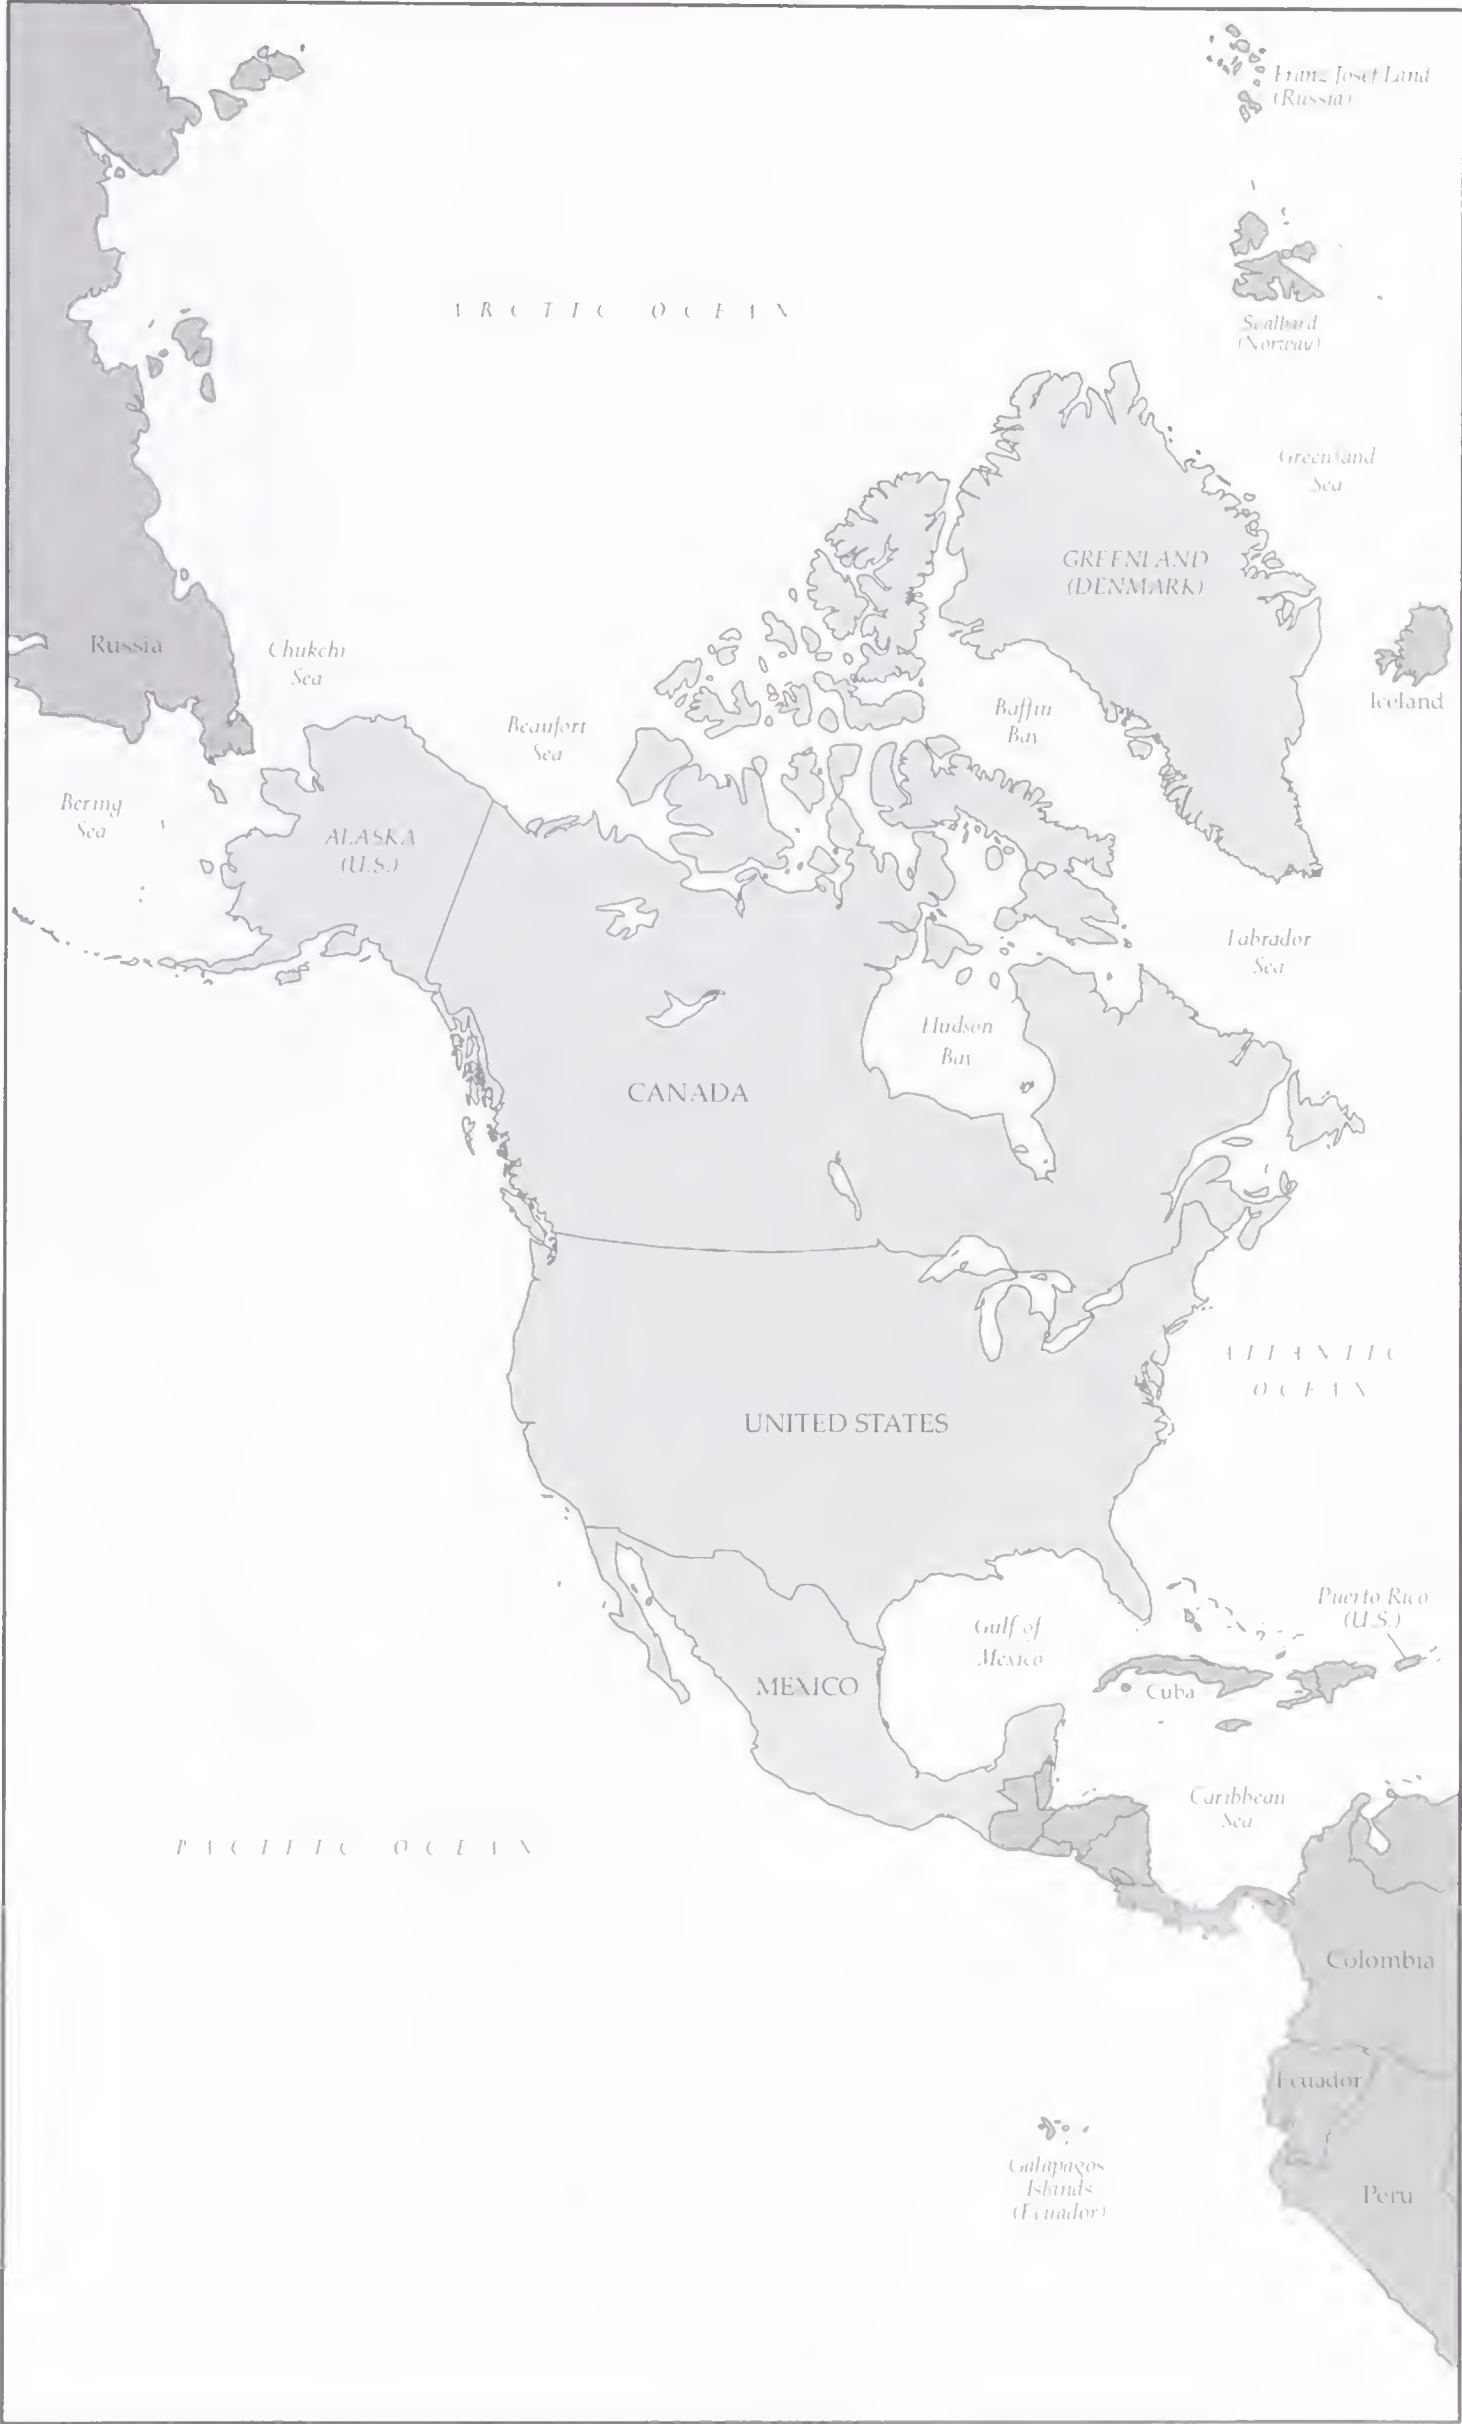 Franz Josef Land
(Russia)
ARCTIC OCEAN
Svalbard
(Norway)
Greenland
Sea
GREENLAND
(DENMARK)
Russia
Chukchi
Sea
Iceland
Beaufort
Sea
Baffin
Bay
Bering
Sea
ALASKA
(U.S.)
Labrador
Sea
Hudson
Bay
CANADA
ATLANTIC
OCEAN
UNITED STATES
Puerto Rico
(U.S.)
Gulf of
Mexico
MEXICO
Cuba
Caribbean
Sea
PACIFIC OCEAN
Colombia
Ecuador
Galapagos
Islands
(Ecuador)
Peru